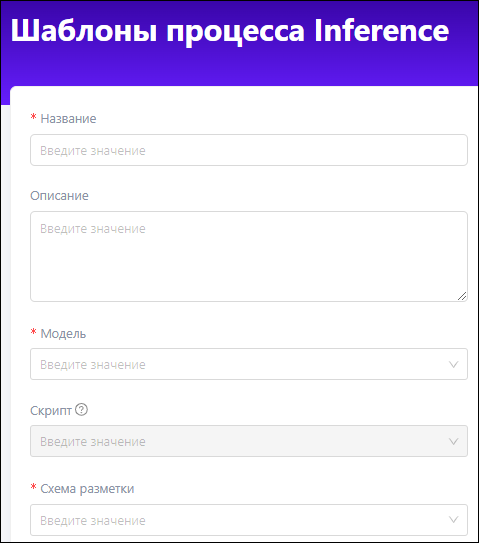 Шаблоны процесса Inference
* Название
Введите значение
Описание
Введите значение
* Модель
Введите значение
Скрипт ?
Введите значение
* Схема разметки
Введите значение